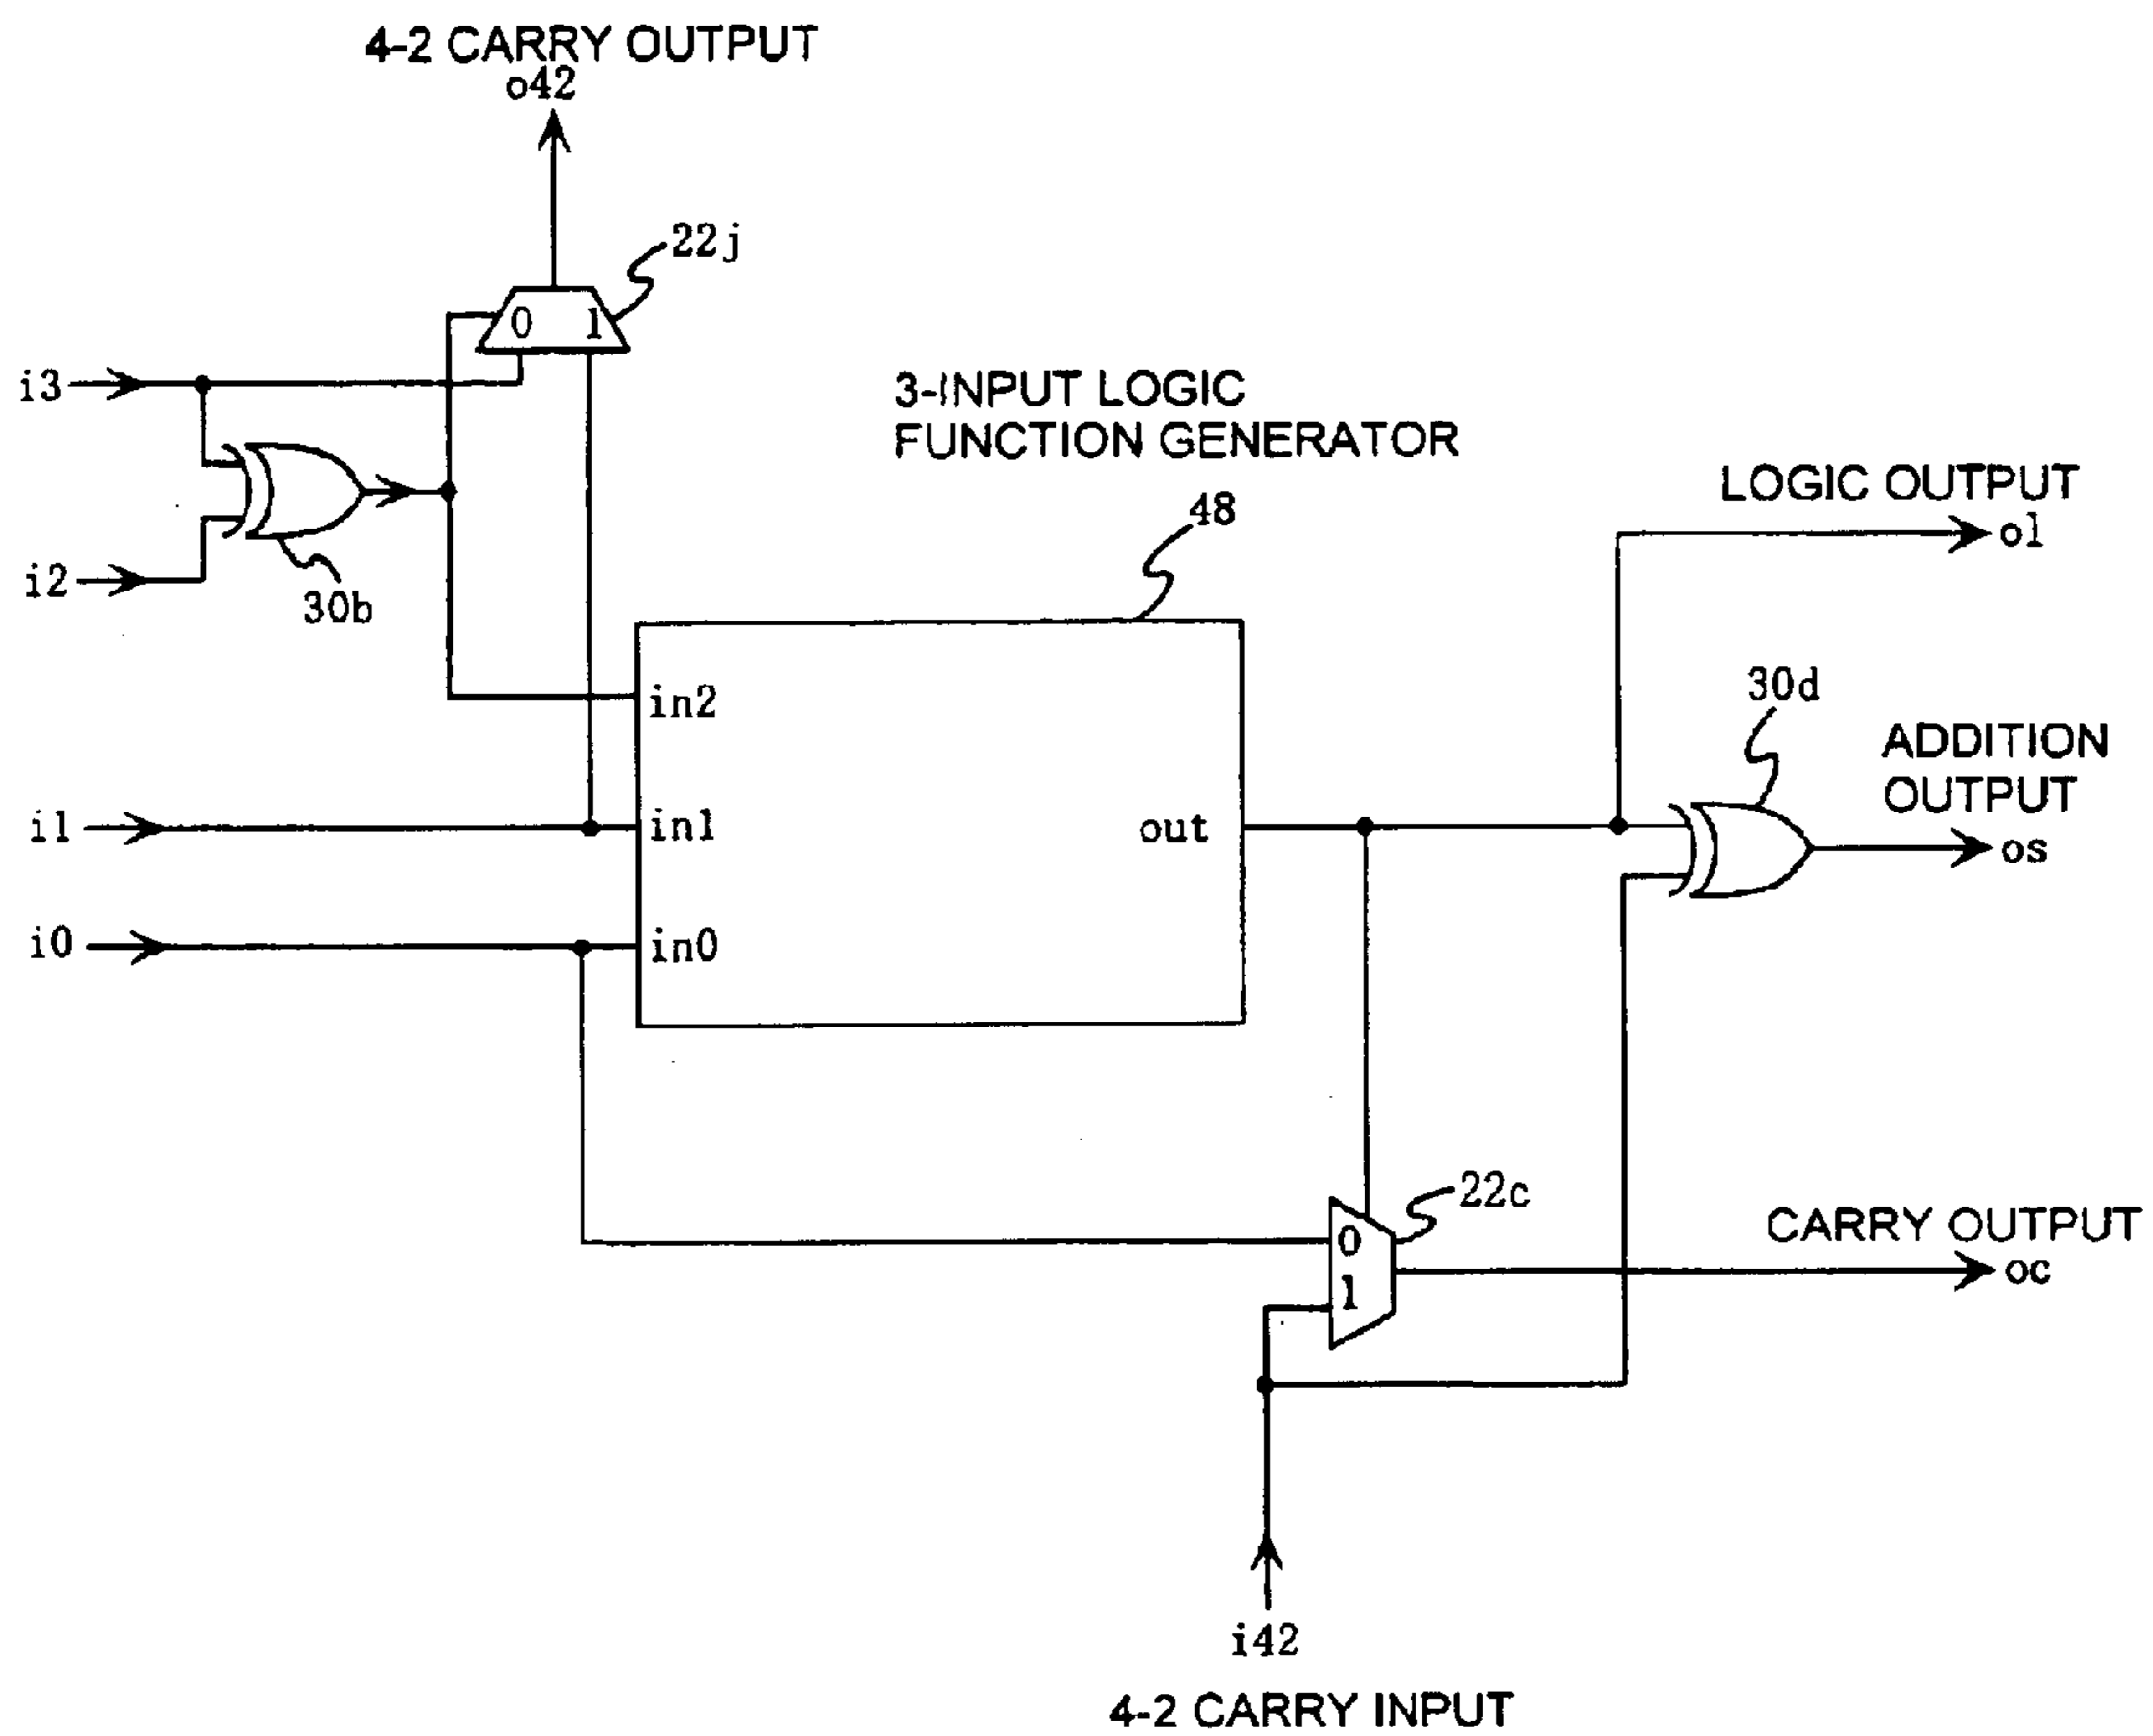 4-2 CARRY OUTPUT
o42
22j
0 1
i3
3-INPUT LOGIC
FUNCTION GENERATOR
LOGIC OUTPUT
ol
48
i2
30b
30d
in2
ADDITION
OUTPUT
i1
in1
out
os
i0
in0
22c
CARRY OUTPUT
0
oc
1
i42
4-2 CARRY INPUT